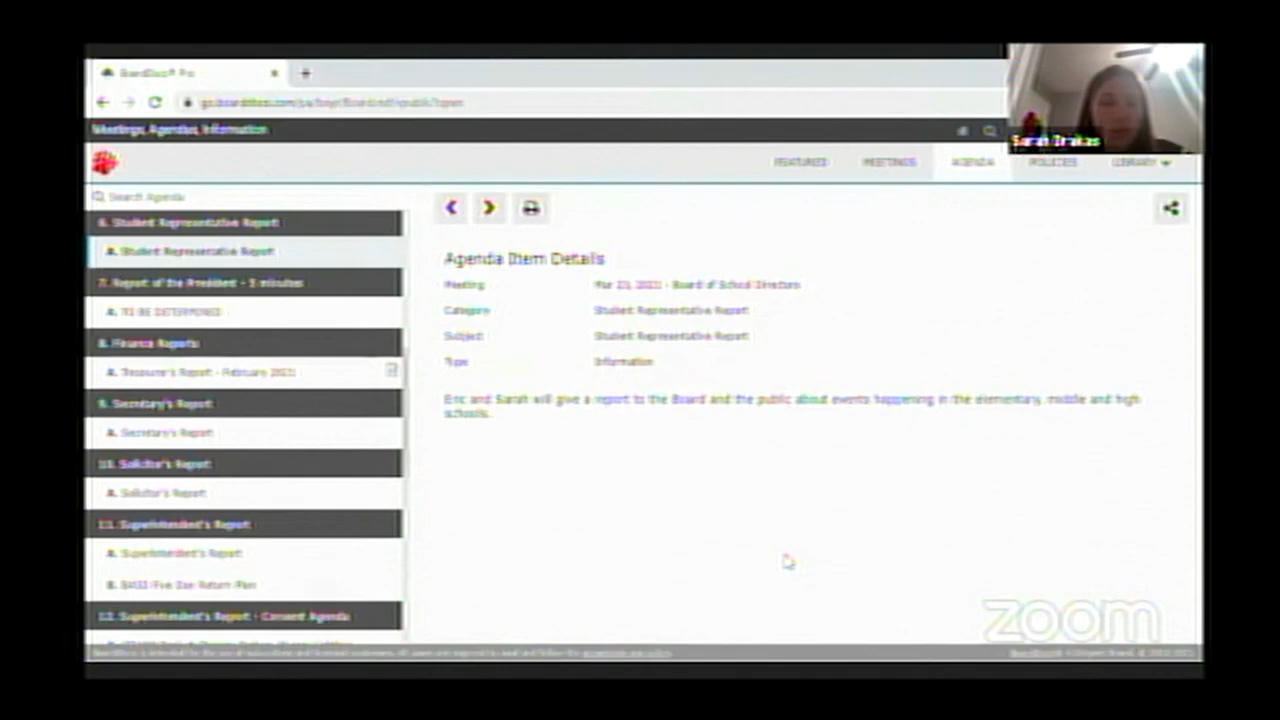 BoardDocs® Pro
Meetings, Agendas, Information
FEATURED
MEETINGS
AGENDA
POLICIES
LIBRARY
Search Agenda
6. Student Representative Report
A. Student Representative Report
7. Report of the President - 5 minutes
A. TO BE DETERMINED
8. Finance Reports
A. Treasurer's Report - February 2021
9. Secretary's Report
A. Secretary's Report
10. Solicitor's Report
A. Solicitor's Report
11. Superintendent's Report
A. Superintendent's Report
B. Five Day Return Plan
12. Superintendent's Report - Consent Agenda
Agenda Item Details
Meeting
Mar 2021 - Board of School Directors
Category
Student Representative Report
Subject
Student Representative Report
Type
Information
Eric and Sarah will give a report to the Board and the public about events happening in the elementary, middle and high
schools.
Sarah
zoom